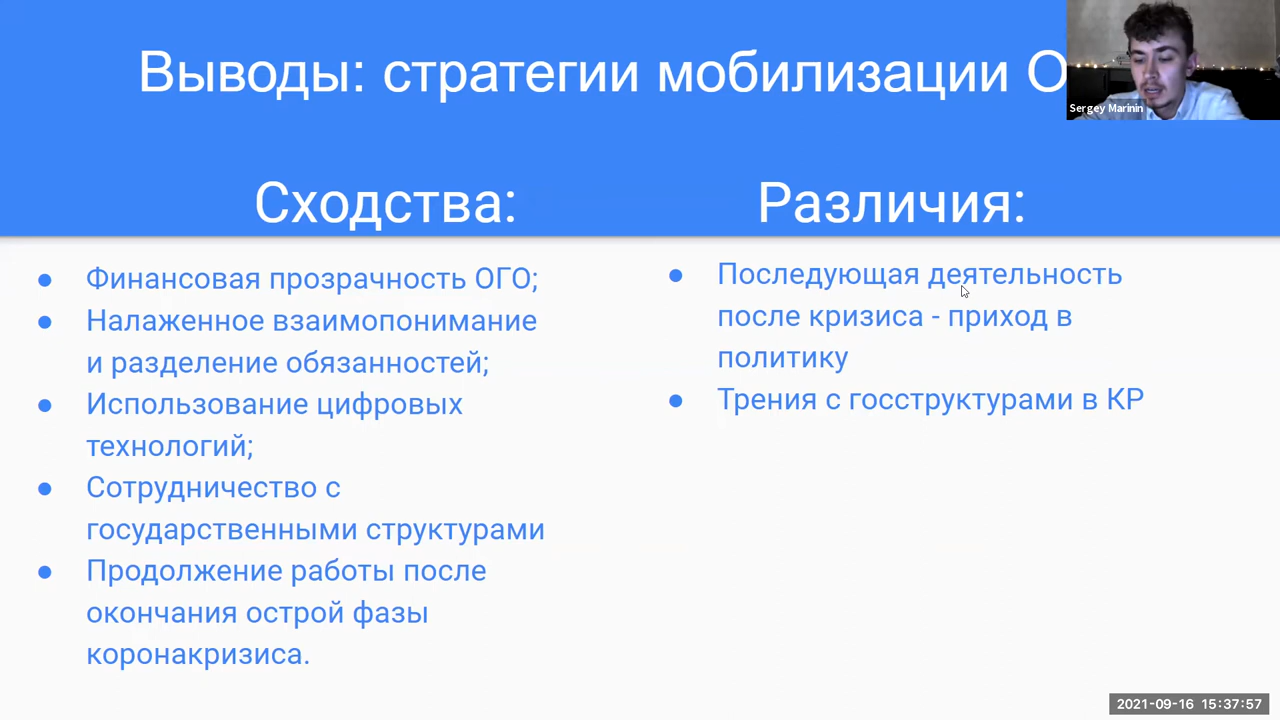 Выводы: стратегии мобилизации
Sergey Marinin
Сходства:
Различия:
● Финансовая прозрачность ОГО;
● Налаженное взаимопонимание
и разделение обязанностей;
● Использование цифровых
технологий;
● Сотрудничество с
государственными структурами
● Продолжение работы после
окончания острой фазы
коронакризиса.
● Последующая деятельность
после кризиса - приход в
политику
● Трения с госструктурами в КР
2021-09-16 15:37:57